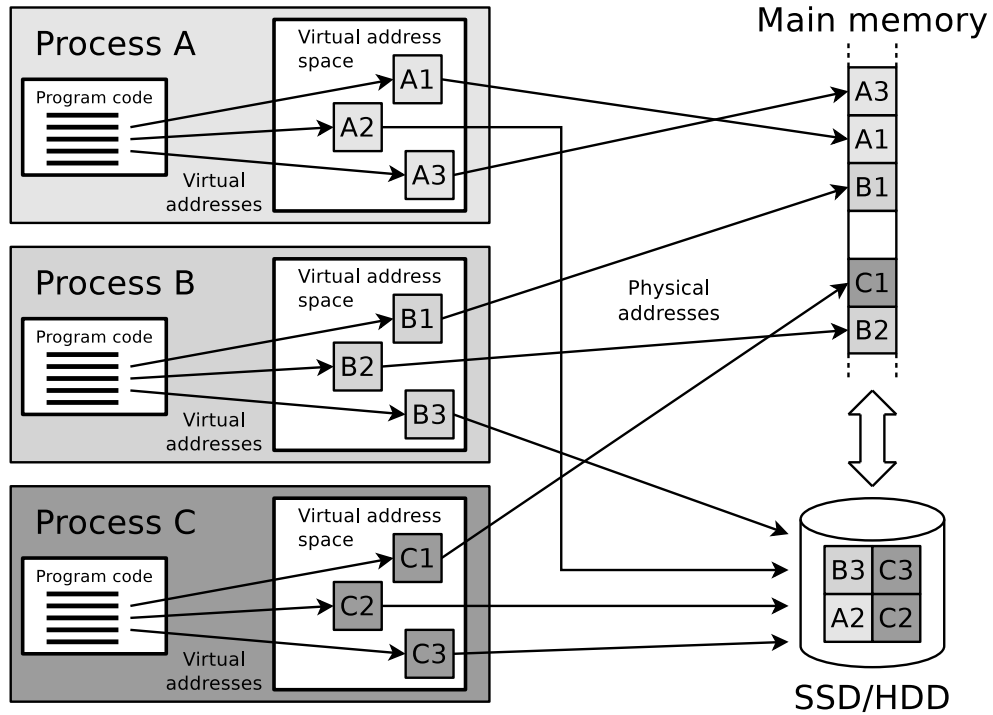 Process A
Program code
Virtual
addresses
Virtual address
space
A1
A2
A3
Process B
Program code
Virtual
addresses
Virtual address
space
B1
B2
B3
Process C
Program code
Virtual
addresses
Virtual address
space
C1
C2
C3
Physical
addresses
Main memory
A3
A1
B1
C1
B2
B3 C3
A2 C2
SSD/HDD